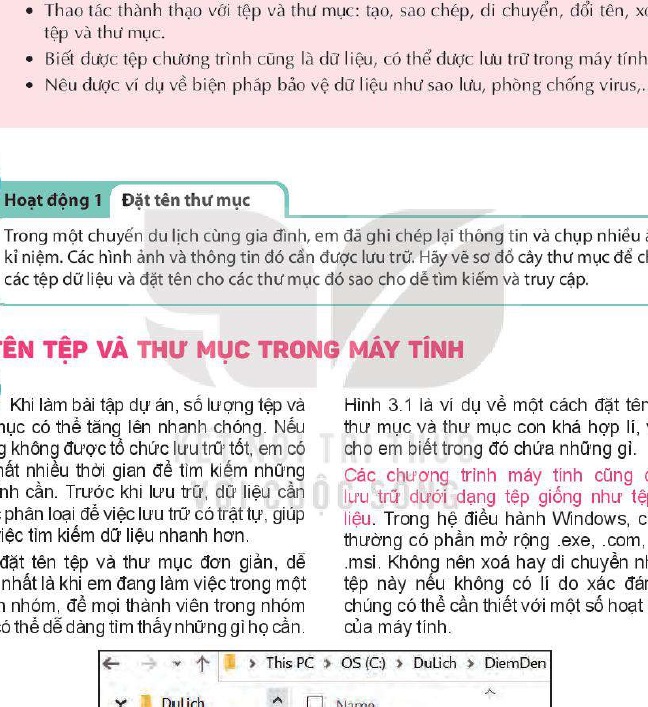 • Thao tác thành thạo với tệp và thư mục: tạo, sao chép, di chuyển, đổi tên,
tệp và thư mục.
• Biết được tệp chương trình cũng là dữ liệu, có thể được lưu trữ trong máy tính
• Nêu được ví dụ về biện pháp bảo vệ dữ liệu như sao lưu, phòng chống virus,..
Hoạt động 1 Đặt tên thư mục
Trong một chuyến du lịch cùng gia đình, em đã ghi chép lại thông tin và chụp nhiều
kỉ niệm. Các hình ảnh và thông tin đó cần được lưu trữ. Hãy vẽ sơ đồ cây thư mục để
các tệp dữ liệu và đặt tên cho các thư mục đó sao cho dễ tìm kiếm và truy cập.
TÊN TỆP VÀ THƯ MỤC TRONG MÁY TÍNH
Khi làm bài tập dự án, số lượng tệp và
mục có thể tăng lên nhanh chóng. Nếu
không được tổ chức lưu trữ tốt, em có
nhiều thời gian để tìm kiếm những
cần. Trước khi lưu trữ, dữ liệu cần
phân loại để việc lưu trữ có trật tự, giúp
việc tìm kiếm dữ liệu nhanh hơn.
đặt tên tệp và thư mục đơn giản, dễ
nhất là khi em đang làm việc trong một
nhóm, để mọi thành viên trong nhóm
có thể dễ dàng tìm thấy những gì họ cần.
Hình 3.1 là ví dụ về một cách đặt tên
thư mục và thư mục con khá hợp lí,
cho em biết trong đó chứa những gì.
Các chương trình máy tính cũng
lưu trữ dưới dạng tệp giống như tệp
liệu. Trong hệ điều hành Windows,
thường có phần mở rộng .exe, .com,
.msi. Không nên xoá hay di chuyển
tệp này nếu không có lí do xác
chúng có thể cần thiết với một số hoạt
của máy tính.
KẾT NỐI TRI THỨC
VỚI CUỘC SỐNG
This PC > OS (C:) > DuLich > DiemDen
DuLich Name